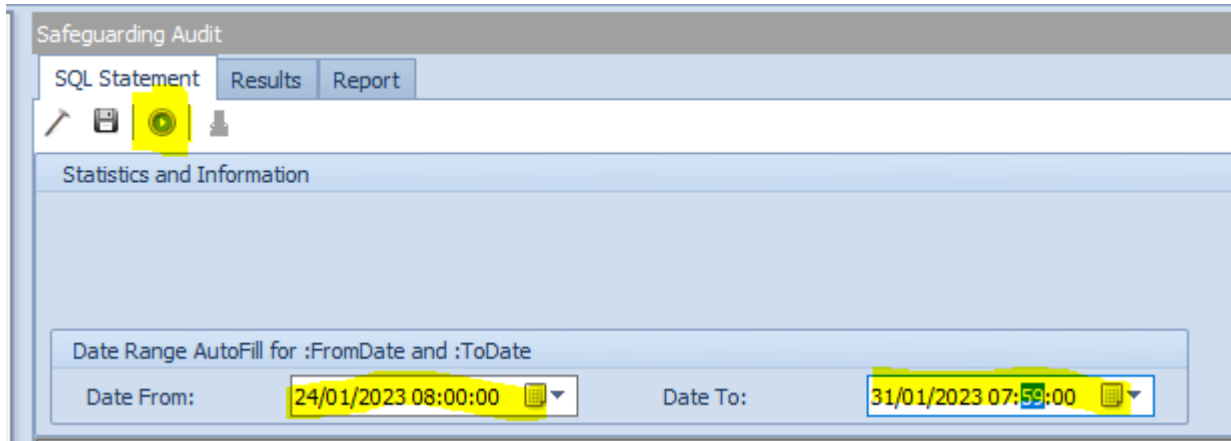 Safeguarding Audit
SQL Statement Results Report
Statistics and Information
Date Range AutoFill for :FromDate and :ToDate
Date From: 24/01/2023 08:00:00 Date To: 31/01/2023 07:59:00